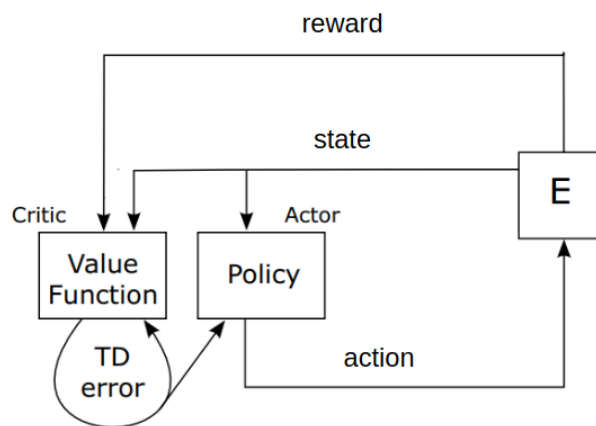 reward
state
E
Critic
Actor
Value
Function
Policy
TD
error
action